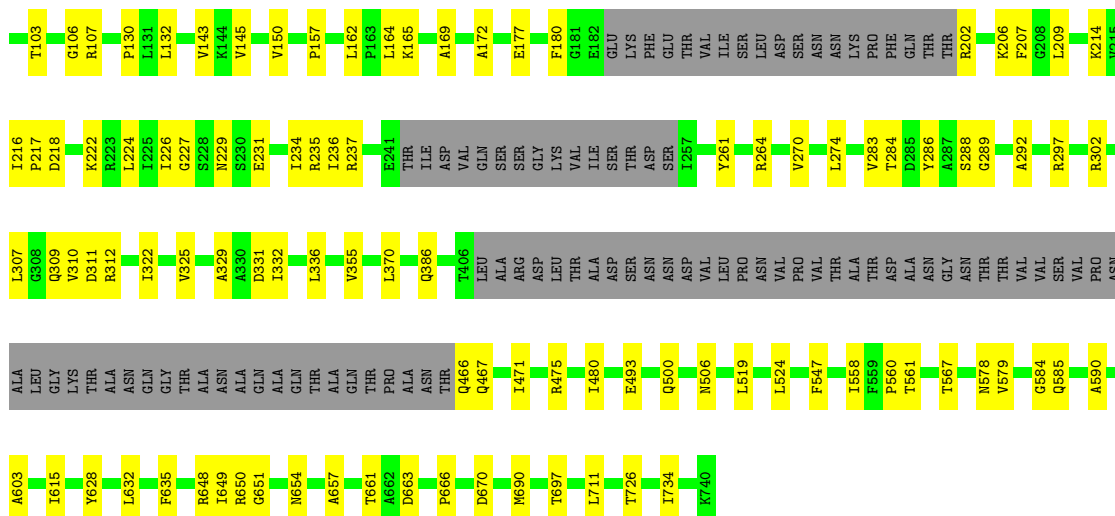 T103 G106 R107 P130 L131 L132 V143 K144 V145 V150 P157 L162 P163 L164 K165 A169 A172 E177 F180 G181 E182 GLU LYS PHE GLU THR VAL ILE SER LEU ASP SER ASN ASN LYS PRO PHE GLN THR THR R202 K206 F207 G208 L209 K214 V215
I216 P217 D218 K222 R223 L224 I225 I226 G227 S228 N229 S230 E231 I234 R235 I236 R237 E241 THR ILE ASP VAL GLN SER SER GLY LYS VAL ILE SER THR ASP SER I257 Y261 R264 V270 L274 V283 T284 D285 Y286 A287 S288 G289 A292 R297 R302
L307 G308 Q309 V310 D311 R312 I322 V325 A329 A330 D331 I332 L336 V355 L370 Q386 T406 LEU ALA ARG ASP LEU THR ALA ASP SER ASN ASN ASP VAL LEU PRO ASN VAL PRO VAL THR ALA THR ASP ALA ASN GLY ASN THR THR VAL VAL SER VAL PRO ASN
ALA LEU GLY LYS THR ALA ASN GLN GLY THR ALA ASN ALA GLN ALA GLN THR ALA GLN THR PRO ALA ASN THR Q466 Q467 I471 R475 I480 E493 Q500 N506 L519 L524 F547 I558 F559 P560 T561 T567 N578 V579 G584 Q585 A590
A603 I615 Y628 L632 F635 R648 I649 R650 G651 N654 A657 T661 A662 D663 P666 D670 M690 T697 L711 T726 I734 K740